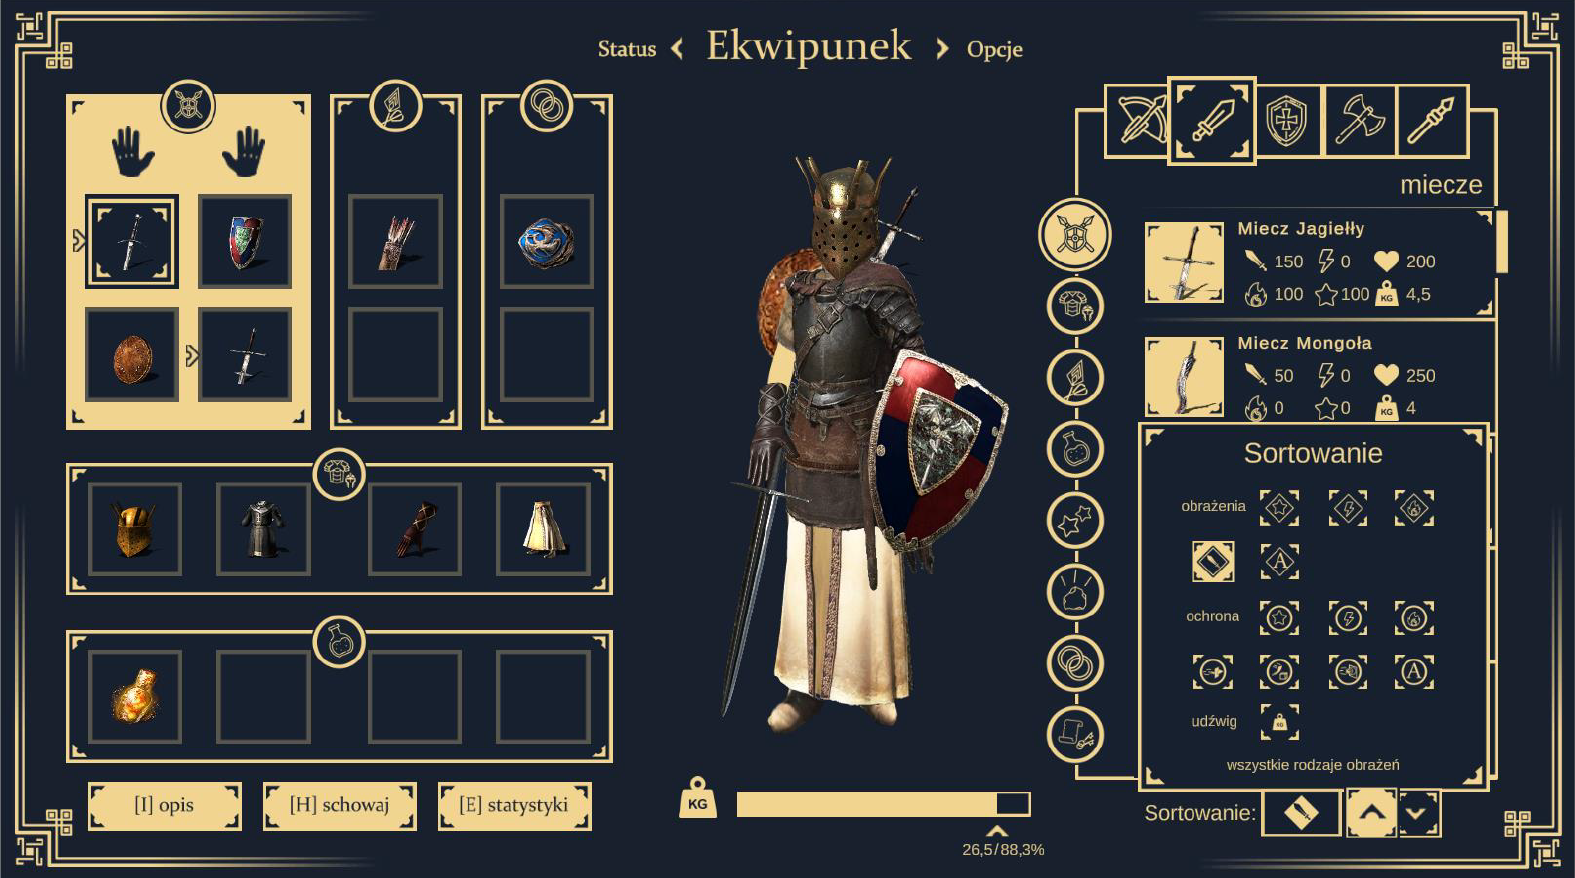 Status
Ekwipunek
Opcje
miecze
Miecz Jagiełły
150 0 200
100 100 KG 4,5
Miecz Mongoła
50 0 250
0 0 KG 4
Sortowanie
obrażenia
A
ochrona
A
udźwig
KG
wszystkie rodzaje obrażeń
Sortowanie:
[I] opis
[H] schowaj
[E] statystyki
KG
26,5/88,3%